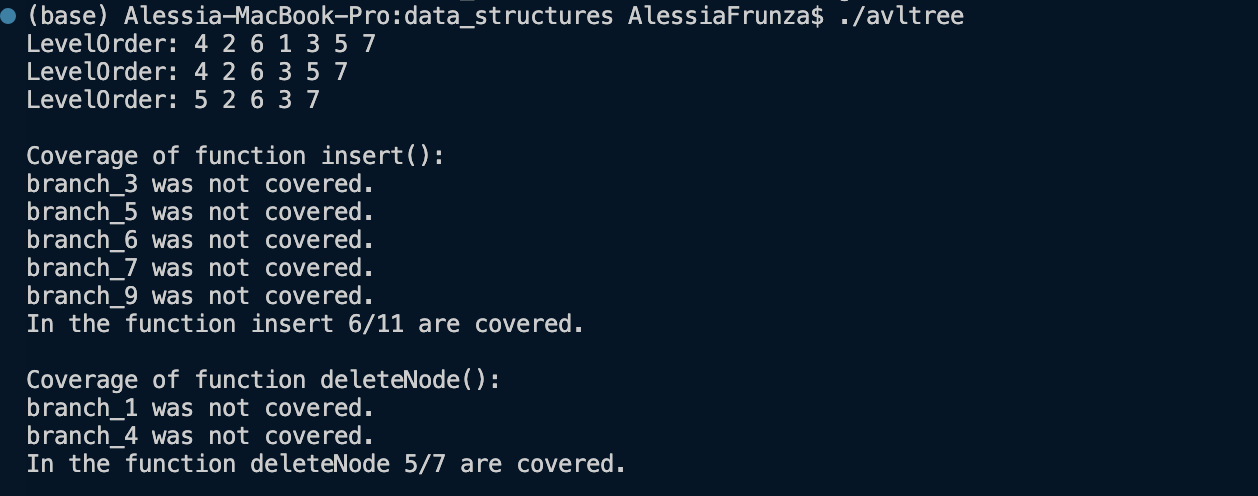 (base) Alessia-MacBook-Pro:data_structures AlessiaFrunza$ ./avltree
LevelOrder: 4 2 6 1 3 5 7
LevelOrder: 4 2 6 3 5 7
LevelOrder: 5 2 6 3 7
Coverage of function insert():
branch_3 was not covered.
branch_5 was not covered.
branch_6 was not covered.
branch_7 was not covered.
branch_9 was not covered.
In the function insert 6/11 are covered.
Coverage of function deleteNode():
branch_1 was not covered.
branch_4 was not covered.
In the function deleteNode 5/7 are covered.